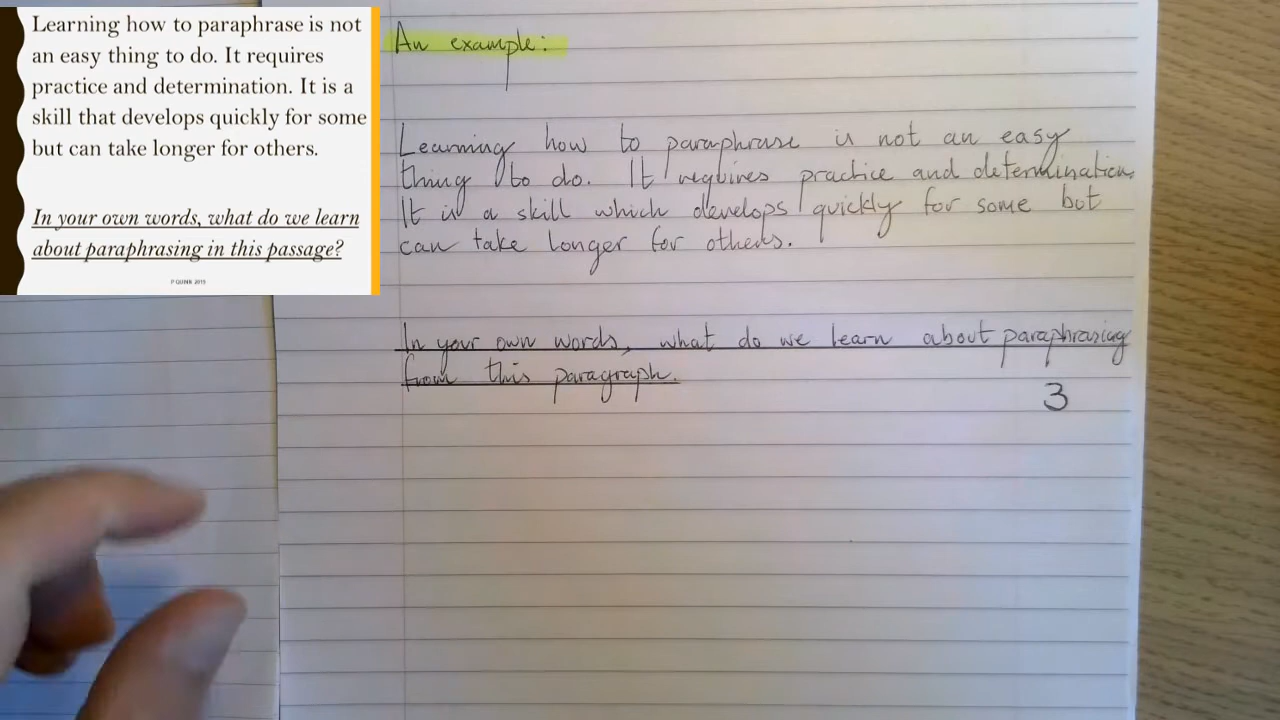 Learning how to paraphrase is not
an easy thing to do. It requires
practice and determination. It is a
skill that develops quickly for some
but can take longer for others.
In your own words, what do we learn
about paraphrasing in this passage?
P QUINN 2019
An example:
Learning how to paraphrase is not an easy
thing to do. It requires practice and determination.
It is a skill which develops quickly for some but
can take longer for others.
In your own words, what do we learn about paraphrasing
from this paragraph.
3